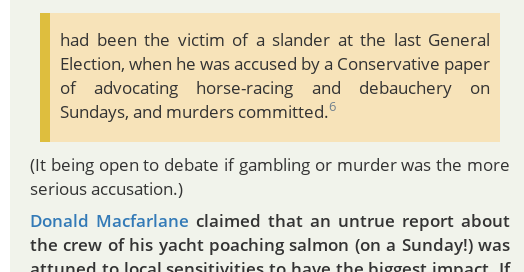 had been the victim of a slander at the last General
Election, when he was accused by a Conservative paper
of advocating horse-racing and debauchery on
Sundays, and murders committed.6
(It being open to debate if gambling or murder was the more
serious accusation.)
Donald Macfarlane claimed that an untrue report about
the crew of his yacht poaching salmon (on a Sunday!) was
attuned to local sensitivities to have the biggest impact. If